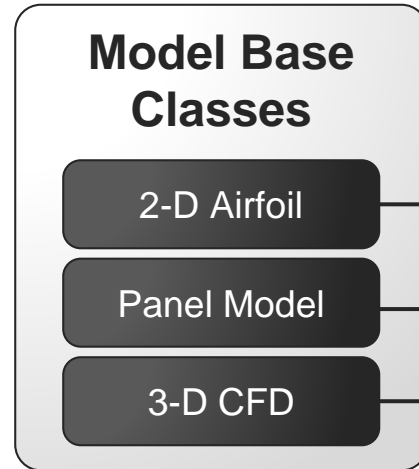 Model Base
Classes
2-D Airfoil
Panel Model
3-D CFD